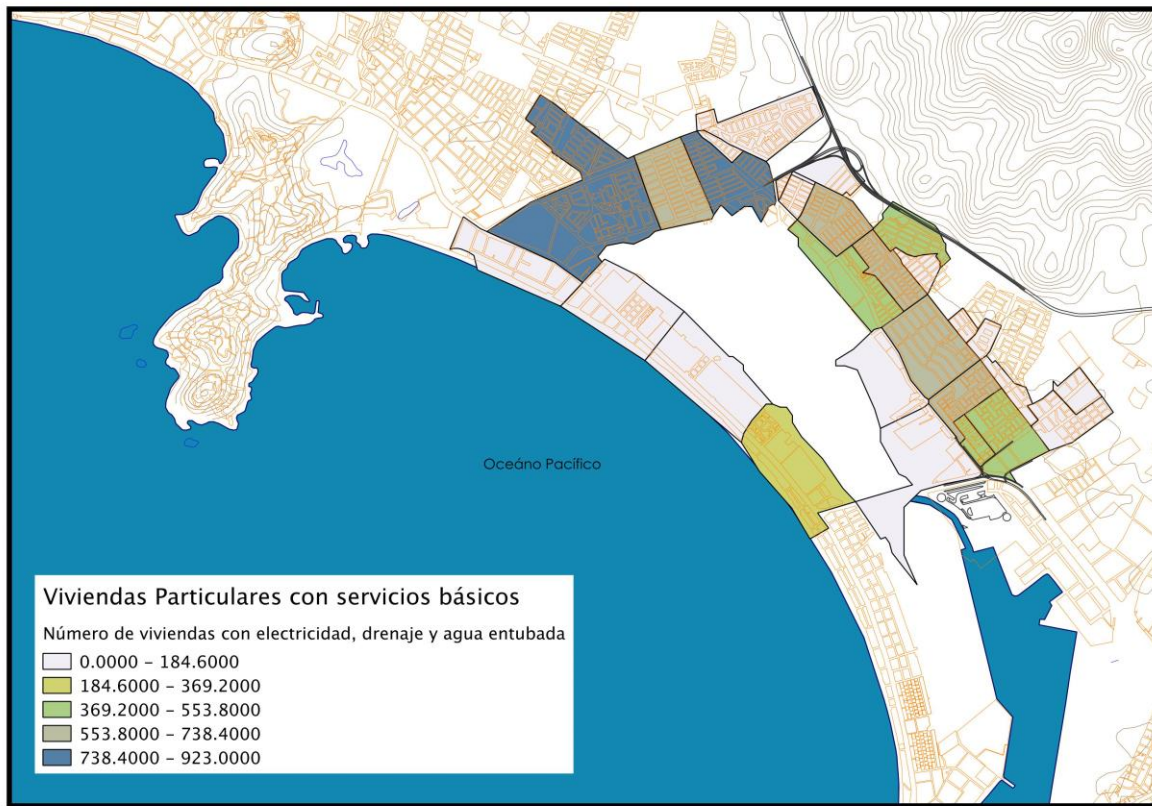 Oceáno Pacífico
Viviendas Particulares con servicios básicos
Número de viviendas con electricidad, drenaje y agua entubada
0.0000 – 184.6000
184.6000 – 369.2000
369.2000 – 553.8000
553.8000 – 738.4000
738.4000 – 923.0000